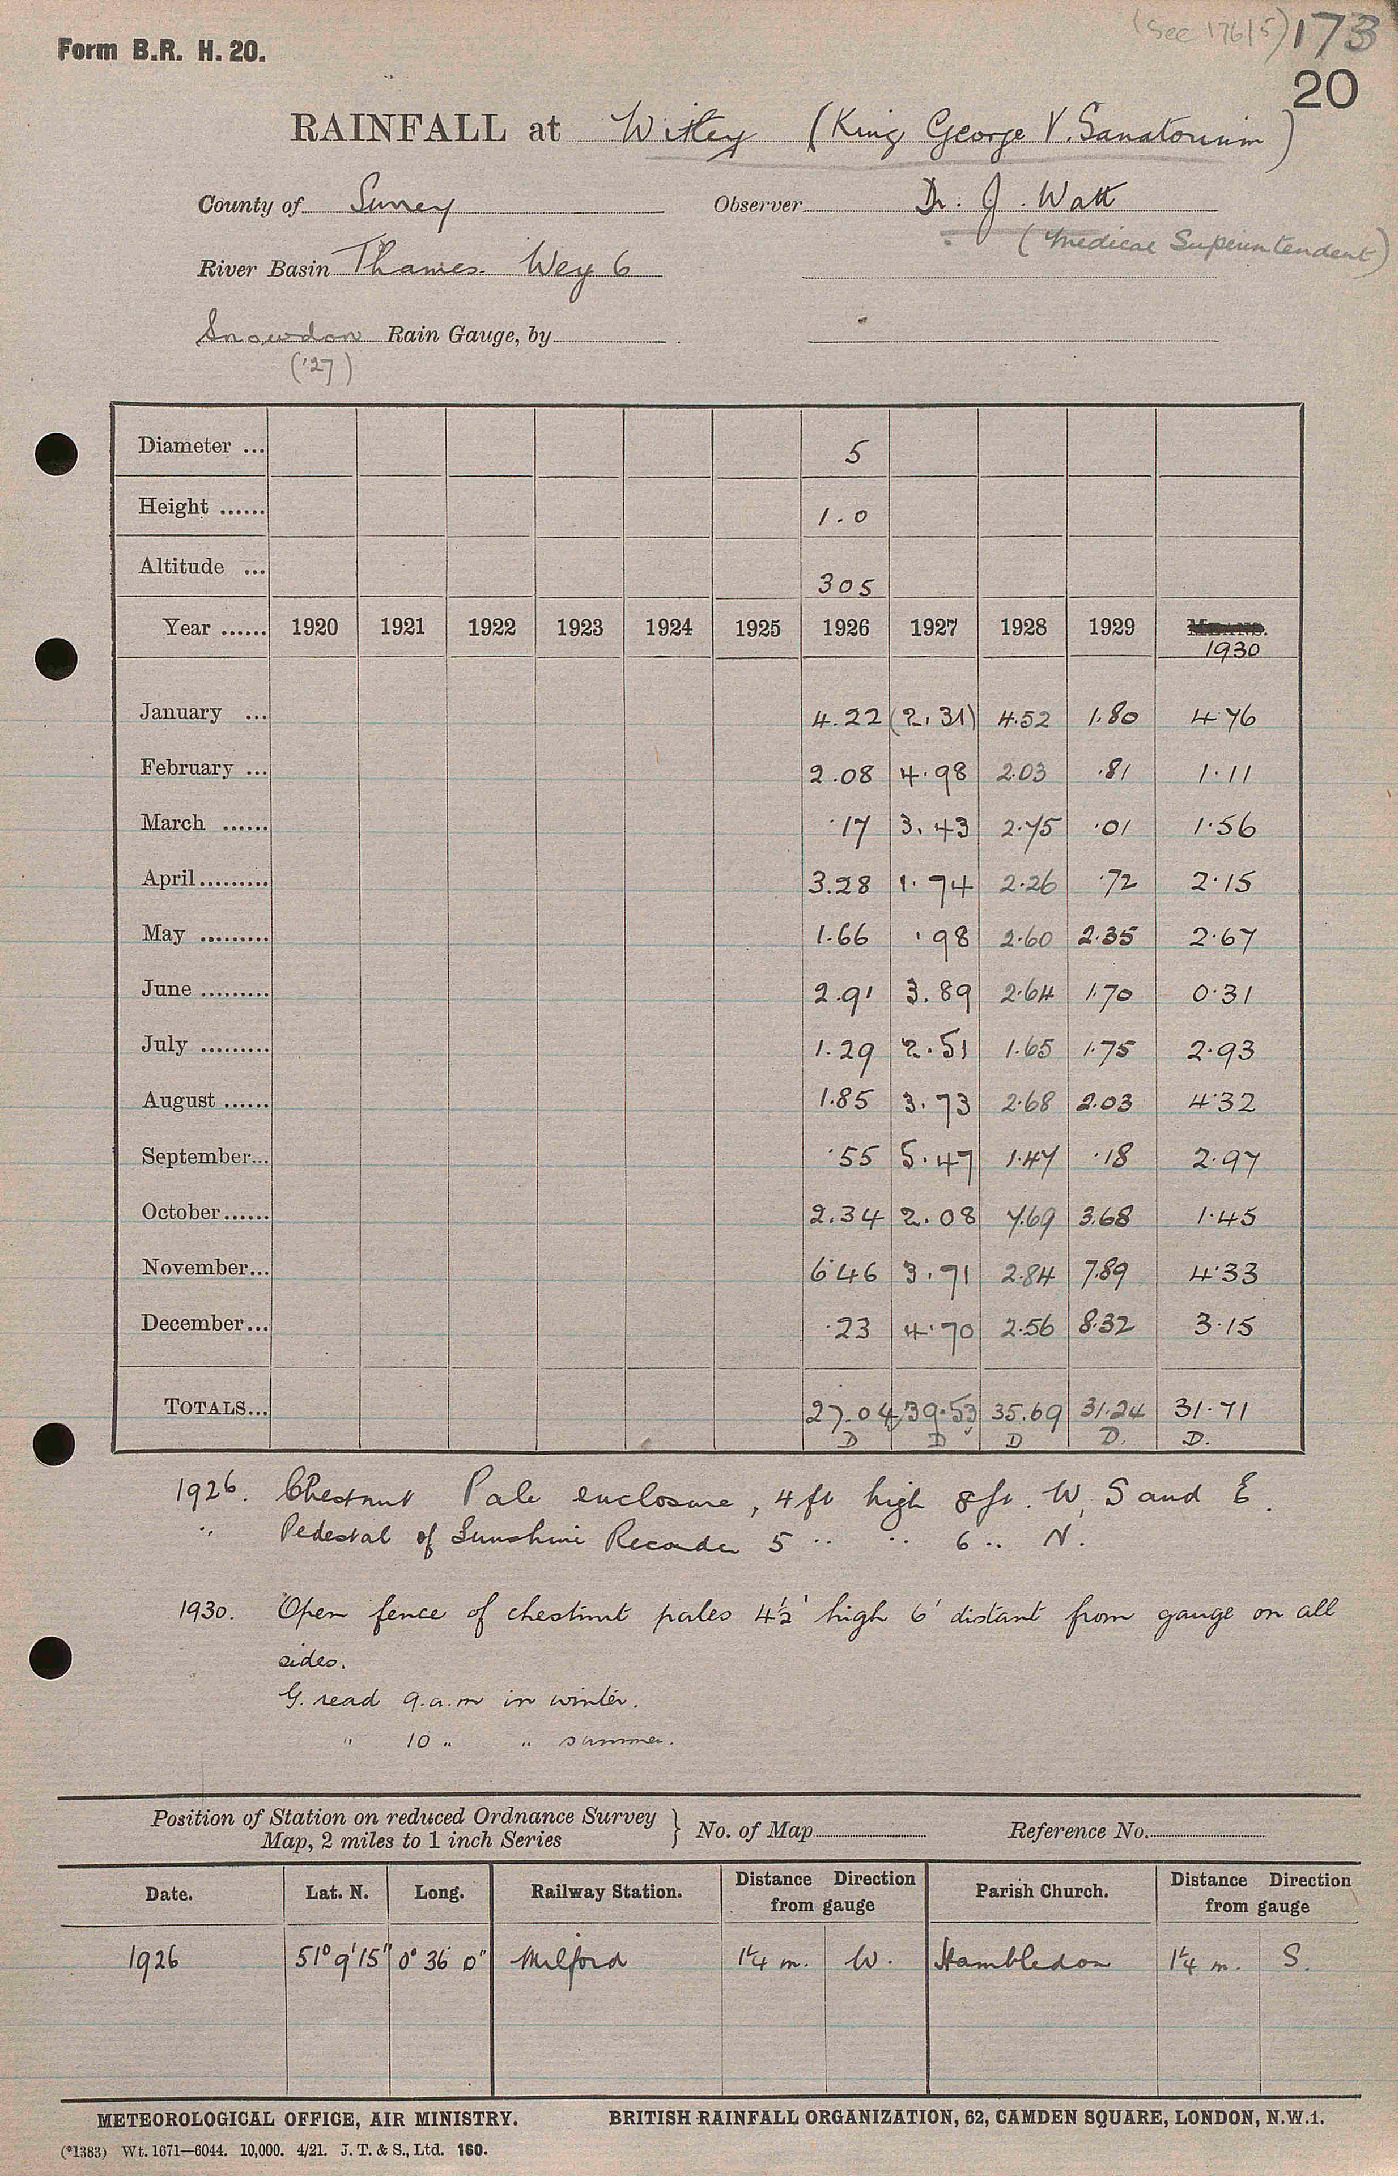 (See 176/5) 173
Form B.R. H. 20.
20
RAINFALL at Witley (King George V. Sanatorium)
County of Surrey Observer Dr. J. Watt
(Medical Superintendent)
River Basin Thames. Wey 6
Snowdon Rain Gauge, by
('27)
Diameter ... 5
Height ...... 1.0
Altitude ... 305
Year ...... 1920 1921 1922 1923 1924 1925 1926 1927 1928 1929 MEANS.
1930
January ... 4.22 (2.31) 4.52 1.80 4.76
February ... 2.08 4.98 2.03 .81 1.11
March ...... .17 3.43 2.75 .01 1.56
April ......... 3.28 1.74 2.26 .72 2.15
May ......... 1.66 .98 2.60 2.35 2.67
June ......... 2.91 3.89 2.64 1.70 0.31
July ......... 1.29 2.51 1.65 1.75 2.93
August ...... 1.85 3.73 2.68 2.03 4.32
September... .55 5.47 1.47 .18 2.97
October...... 2.34 2.08 7.69 3.68 1.45
November... 6.46 3.71 2.84 7.89 4.33
December... .23 4.70 2.56 8.32 3.15
TOTALS... 27.04 39.53 35.69 31.24 31.71
D D D D. D.
1926. Chestnut Pale enclosure, 4 ft high 8 ft. W, S and E.
" Pedestal of Sunshine Recorder 5 " " 6 " N.
1930. Open fence of chestnut pales 4½' high 6' distant from gauge on all
sides.
G. read 9.a.m in winter.
" 10 " " summer.
Position of Station on reduced Ordnance Survey
Map, 2 miles to 1 inch Series } No. of Map Reference No.
Date. Lat. N. Long. Railway Station. Distance Direction from gauge Parish Church. Distance Direction from gauge
1926 51° 9' 15" 0° 36' 0" Milford 1¼ m. W. Hambledon 1¼ m. S.
METEOROLOGICAL OFFICE, AIR MINISTRY. BRITISH RAINFALL ORGANIZATION, 62, CAMDEN SQUARE, LONDON, N.W.1.
(*1383) Wt. 1671—6044. 10,000. 4/21. J. T. & S., Ltd. 160.